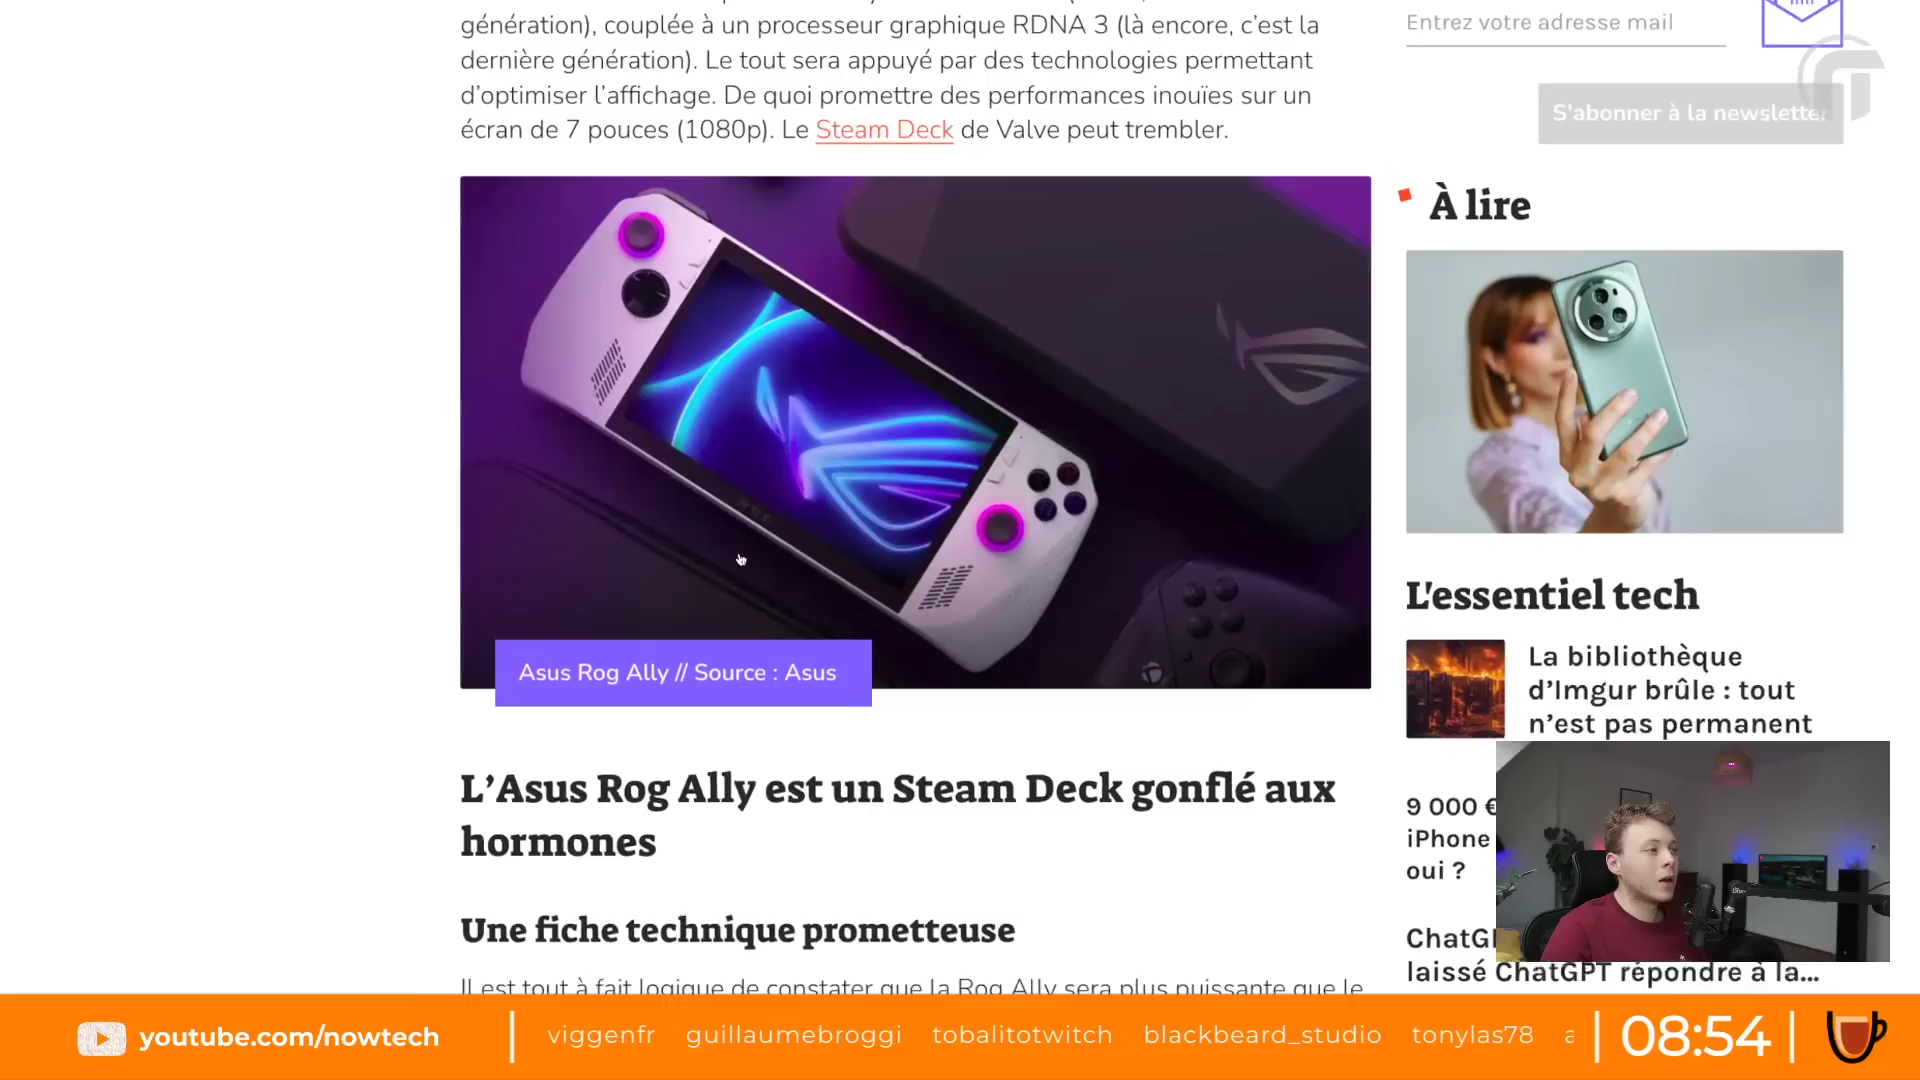 génération), couplée à un processeur graphique RDNA 3 (là encore, c’est la
dernière génération). Le tout sera appuyé par des technologies permettant
d’optimiser l’affichage. De quoi promettre des performances inouïes sur un
écran de 7 pouces (1080p). Le Steam Deck de Valve peut trembler.
Asus Rog Ally // Source : Asus
L’Asus Rog Ally est un Steam Deck gonflé aux
hormones
Une fiche technique prometteuse
Il est tout à fait logique de constater que la Rog Ally sera plus puissante que le
Entrez votre adresse mail
S'abonner à la newsletter
À lire
L'essentiel tech
La bibliothèque
d’Imgur brûle : tout
n’est pas permanent
9 000 €
iPhone
oui ?
laissé ChatGPT répondre à la...
youtube.com/nowtech
viggenfr guillaumebroggi tobalitotwitch blackbeard_studio tonylas78
08:54